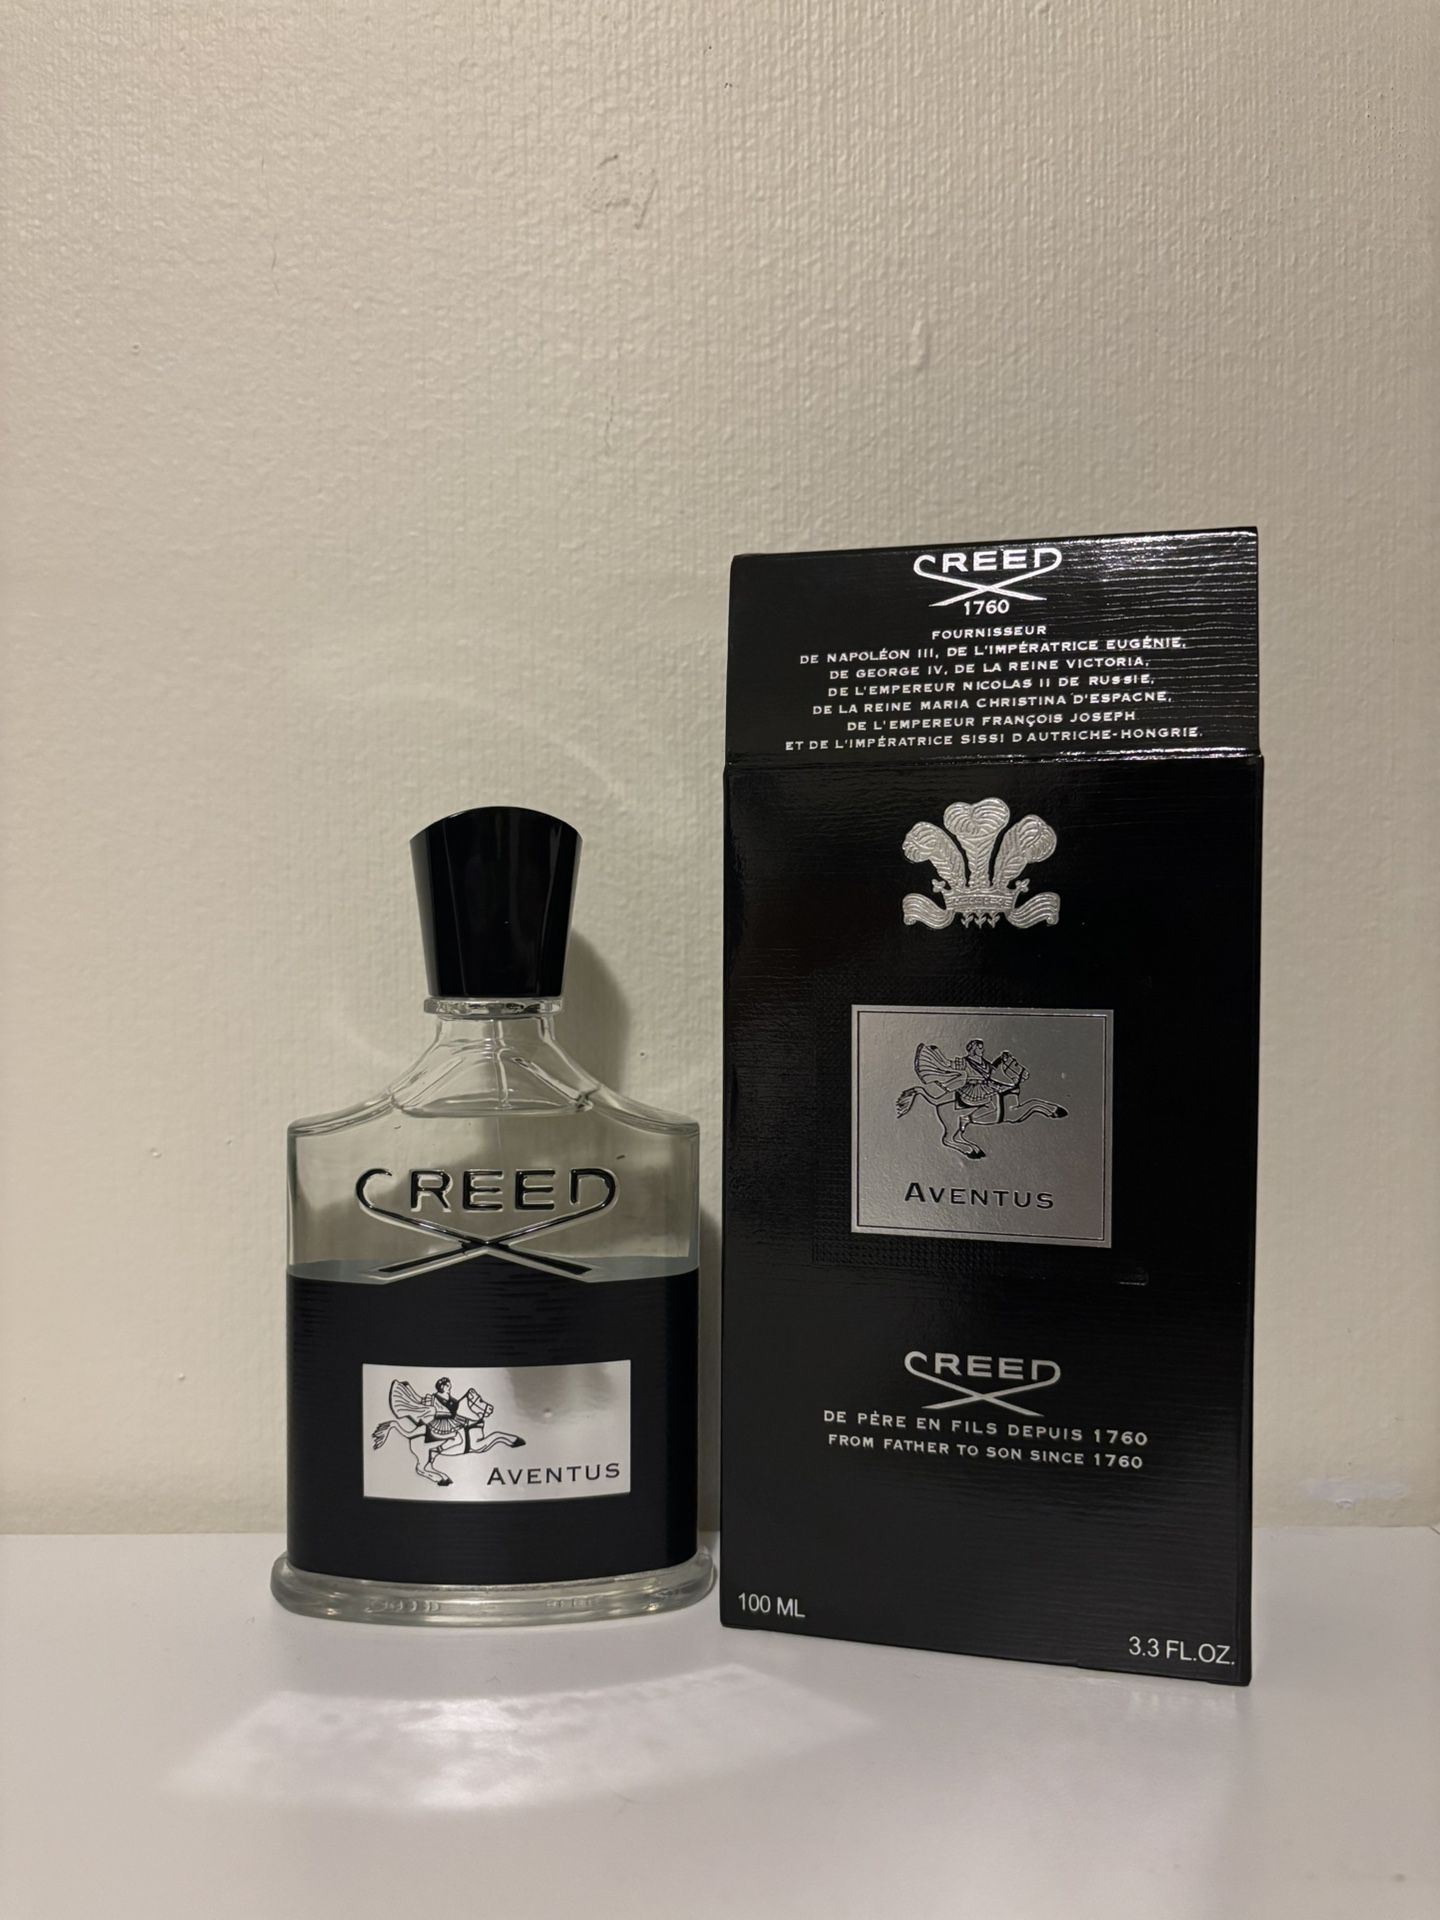 CREED
1760
FOURNISSEUR
DE NAPOLÉON III, DE L'IMPÉRATRICE EUGÉNIE,
DE GEORGE IV, DE LA REINE VICTORIA,
DE L'EMPEREUR NICOLAS II DE RUSSIE,
DE LA REINE MARIA CHRISTINA D'ESPAGNE,
DE L'EMPEREUR FRANÇOIS JOSEPH
ET DE L'IMPÉRATRICE SISSI D'AUTRICHE-HONGRIE.
AVENTUS
CREED
DE PÈRE EN FILS DEPUIS 1760
FROM FATHER TO SON SINCE 1760
100 ML
3.3 FL.OZ.
CREED
AVENTUS